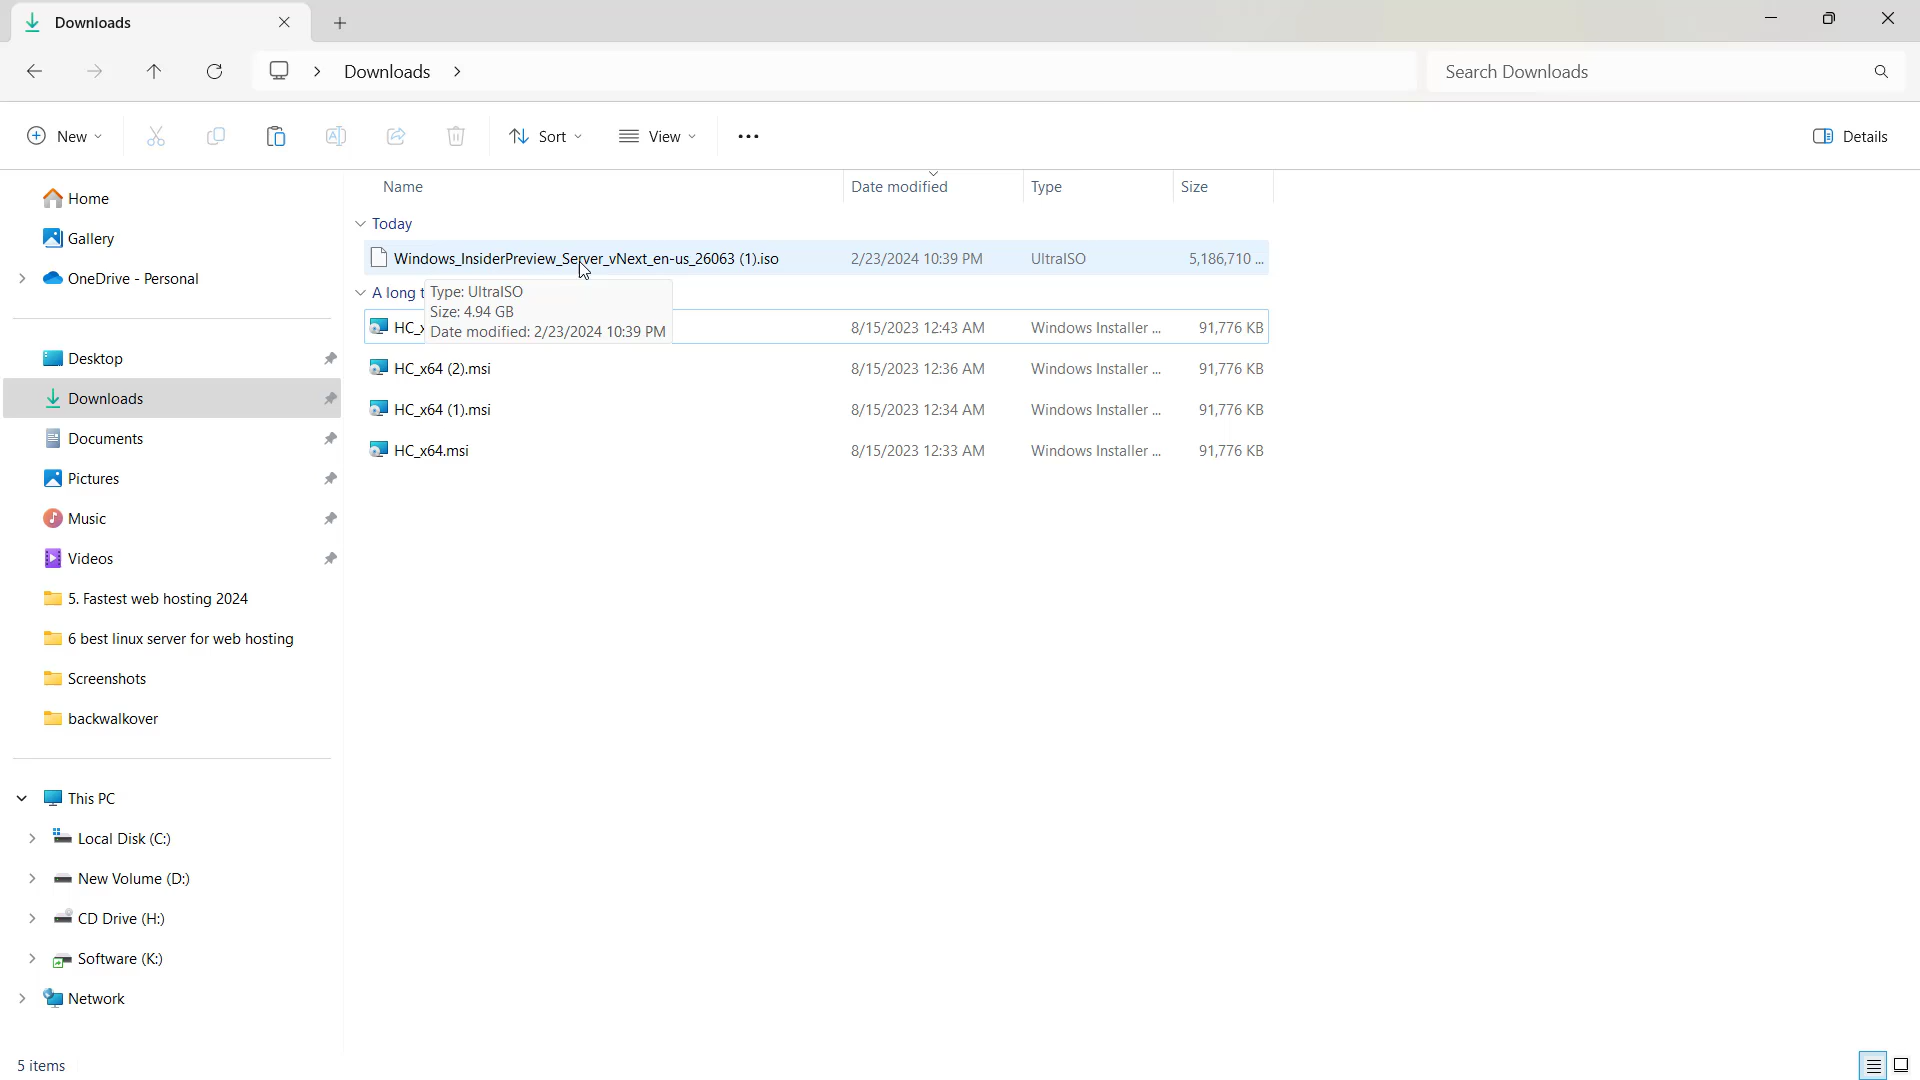 Downloads
Downloads
Search Downloads
New
Sort
View
Details
Name
Date modified
Type
Size
Today
Windows_InsiderPreview_Server_vNext_en-us_26063 (1).iso 2/23/2024 10:39 PM UltraISO 5,186,710 ...
A long t
Type: UltraISO
Size: 4.94 GB
Date modified: 2/23/2024 10:39 PM
HC_x 8/15/2023 12:43 AM Windows Installer ... 91,776 KB
HC_x64 (2).msi 8/15/2023 12:36 AM Windows Installer ... 91,776 KB
HC_x64 (1).msi 8/15/2023 12:34 AM Windows Installer ... 91,776 KB
HC_x64.msi 8/15/2023 12:33 AM Windows Installer ... 91,776 KB
Home
Gallery
OneDrive - Personal
Desktop
Downloads
Documents
Pictures
Music
Videos
5. Fastest web hosting 2024
6 best linux server for web hosting
Screenshots
backwalkover
This PC
Local Disk (C:)
New Volume (D:)
CD Drive (H:)
Software (K:)
Network
5 items